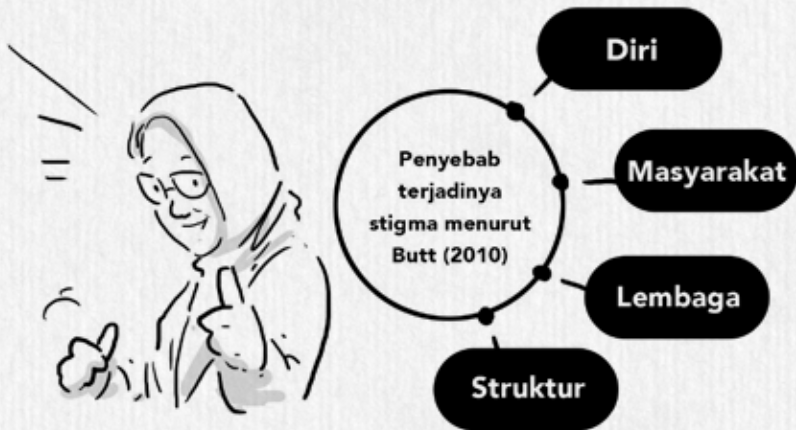 Penyebab
terjadinya
stigma menurut
Butt (2010)
Diri
Masyarakat
Lembaga
Struktur